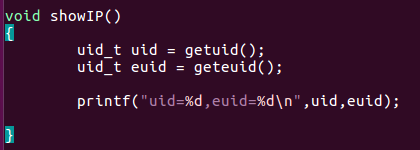 void showIP()
{
        uid_t uid = getuid();
        uid_t euid = geteuid();
        printf("uid=%d,euid=%d\n",uid,euid);
}